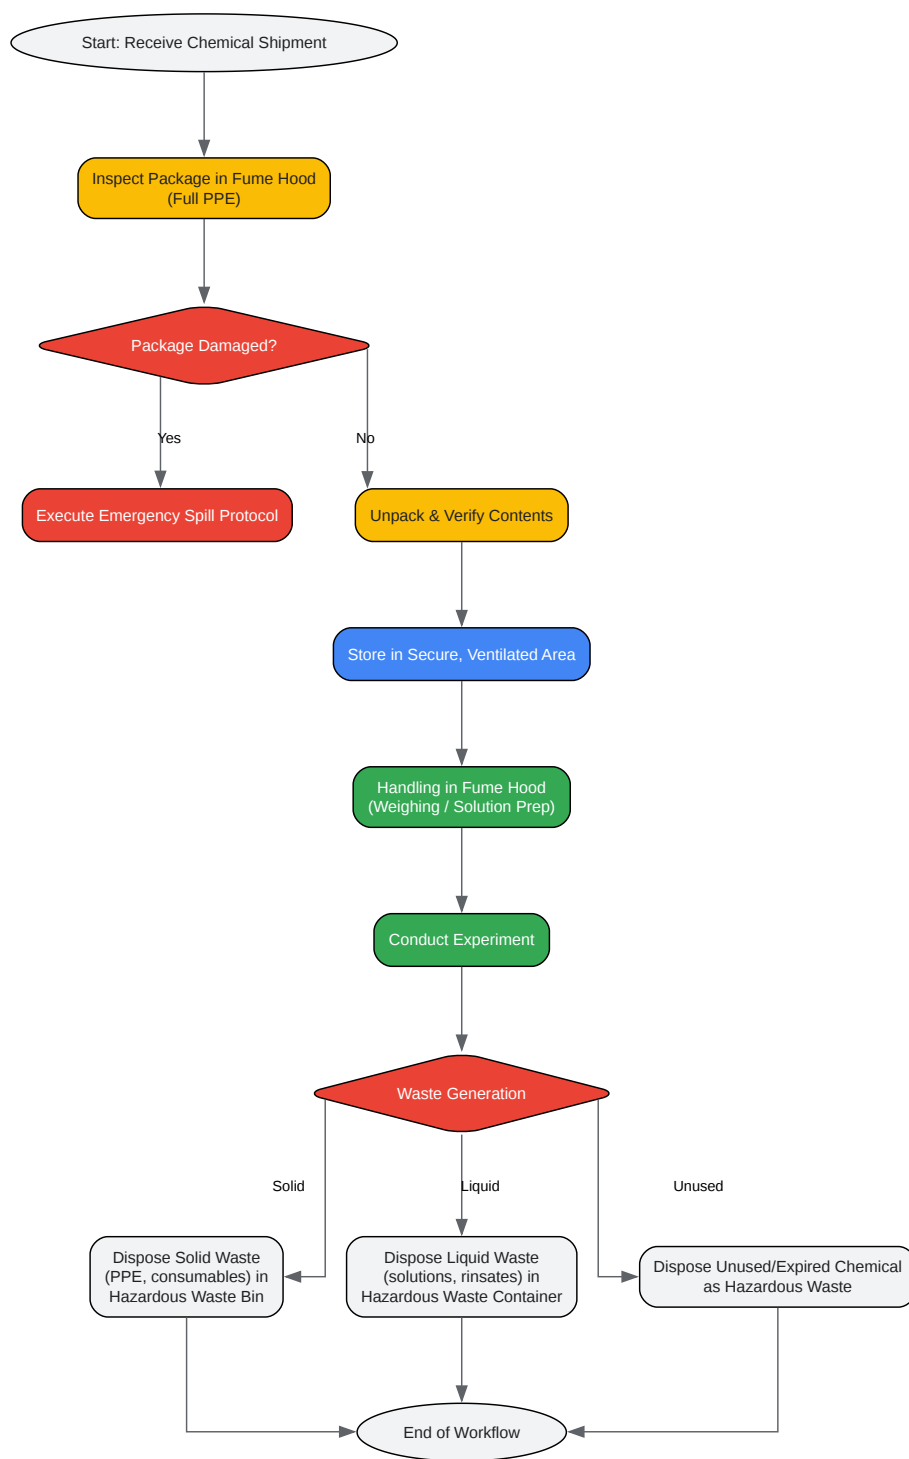 Start: Receive Chemical Shipment
Inspect Package in Fume Hood
(Full PPE)
Package Damaged?
Yes
No
Execute Emergency Spill Protocol
Unpack & Verify Contents
Store in Secure, Ventilated Area
Handling in Fume Hood
(Weighing / Solution Prep)
Conduct Experiment
Waste Generation
Solid
Liquid
Unused
Dispose Solid Waste
(PPE, consumables) in
Hazardous Waste Bin
Dispose Liquid Waste
(solutions, rinsates) in
Hazardous Waste Container
Dispose Unused/Expired Chemical
as Hazardous Waste
End of Workflow